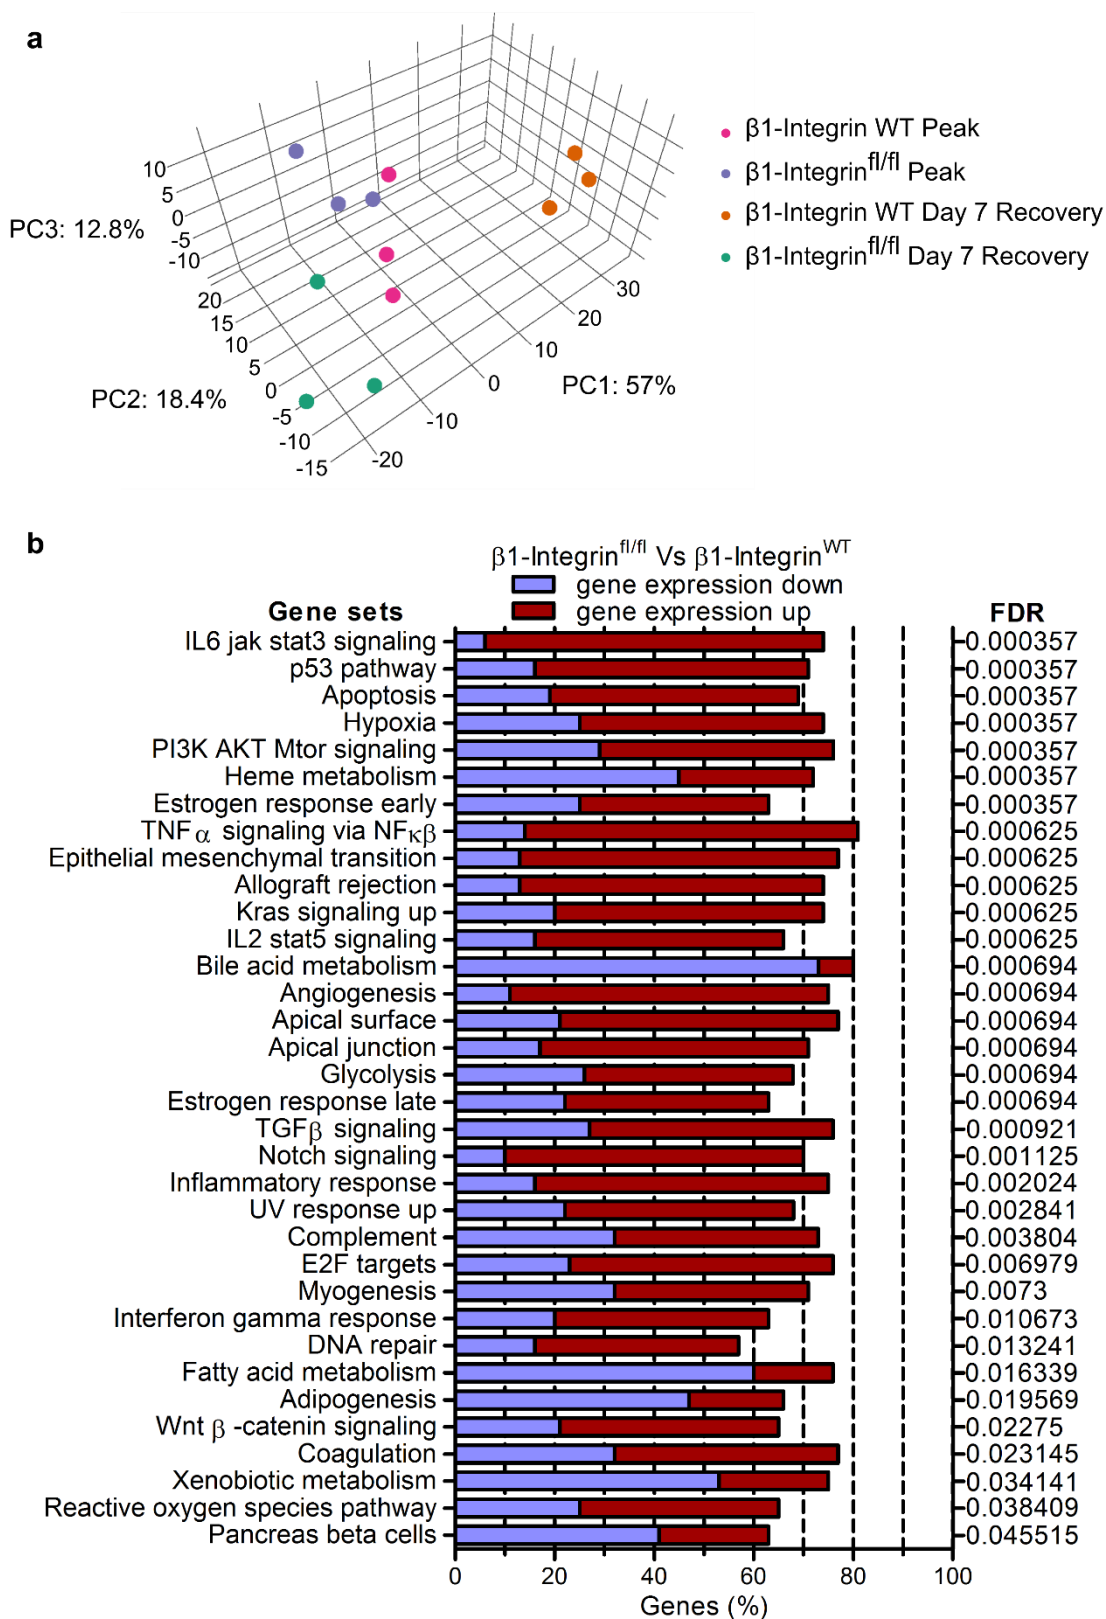 a
β1-Integrin WT Peak
β1-Integrin fl/fl Peak
β1-Integrin WT Day 7 Recovery
β1-Integrin fl/fl Day 7 Recovery
10
5
0
-5
-10
PC3: 12.8%
20
15
10
5
0
-5
-10
-15
PC2: 18.4%
-20
-10
0
10
20
30
PC1: 57%
b
β1-Integrin fl/fl Vs β1-Integrin WT
gene expression down
gene expression up
Gene sets FDR
IL6 jak stat3 signaling 0.000357
p53 pathway 0.000357
Apoptosis 0.000357
Hypoxia 0.000357
PI3K AKT Mtor signaling 0.000357
Heme metabolism 0.000357
Estrogen response early 0.000357
TNFα signaling via NFκβ 0.000625
Epithelial mesenchymal transition 0.000625
Allograft rejection 0.000625
Kras signaling up 0.000625
IL2 stat5 signaling 0.000625
Bile acid metabolism 0.000694
Angiogenesis 0.000694
Apical surface 0.000694
Apical junction 0.000694
Glycolysis 0.000694
Estrogen response late 0.000694
TGFβ signaling 0.000921
Notch signaling 0.001125
Inflammatory response 0.002024
UV response up 0.002841
Complement 0.003804
E2F targets 0.006979
Myogenesis 0.0073
Interferon gamma response 0.010673
DNA repair 0.013241
Fatty acid metabolism 0.016339
Adipogenesis 0.019569
Wnt β -catenin signaling 0.02275
Coagulation 0.023145
Xenobiotic metabolism 0.034141
Reactive oxygen species pathway 0.038409
Pancreas beta cells 0.045515
0 20 40 60 80 100
Genes (%)